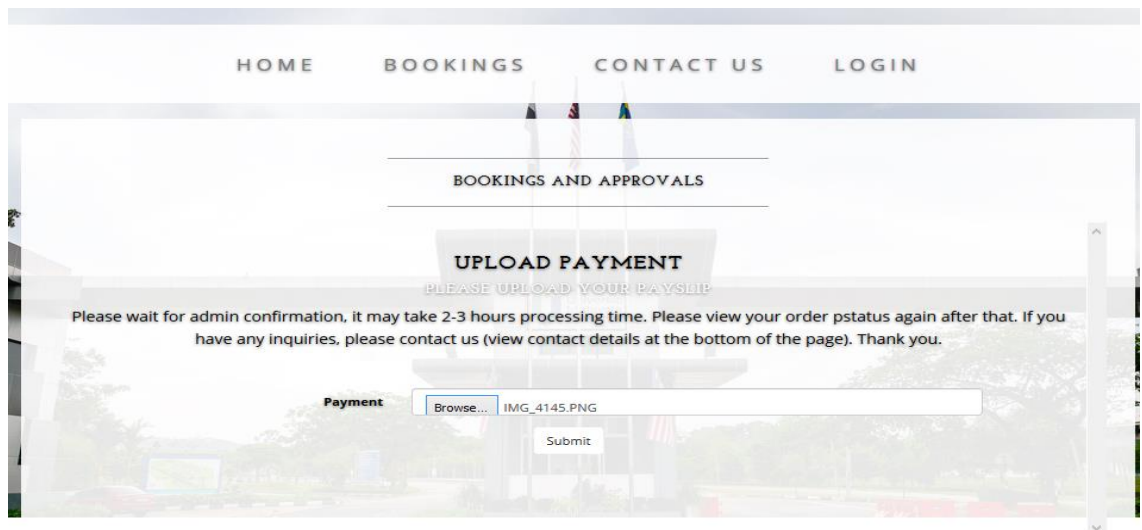 HOME BOOKINGS CONTACT US LOGIN
BOOKINGS AND APPROVALS
UPLOAD PAYMENT
PLEASE UPLOAD YOUR PAYSLIP
Please wait for admin confirmation, it may take 2-3 hours processing time. Please view your order pstatus again after that. If you
have any inquiries, please contact us (view contact details at the bottom of the page). Thank you.
Payment Browse... IMG_4145.PNG
Submit